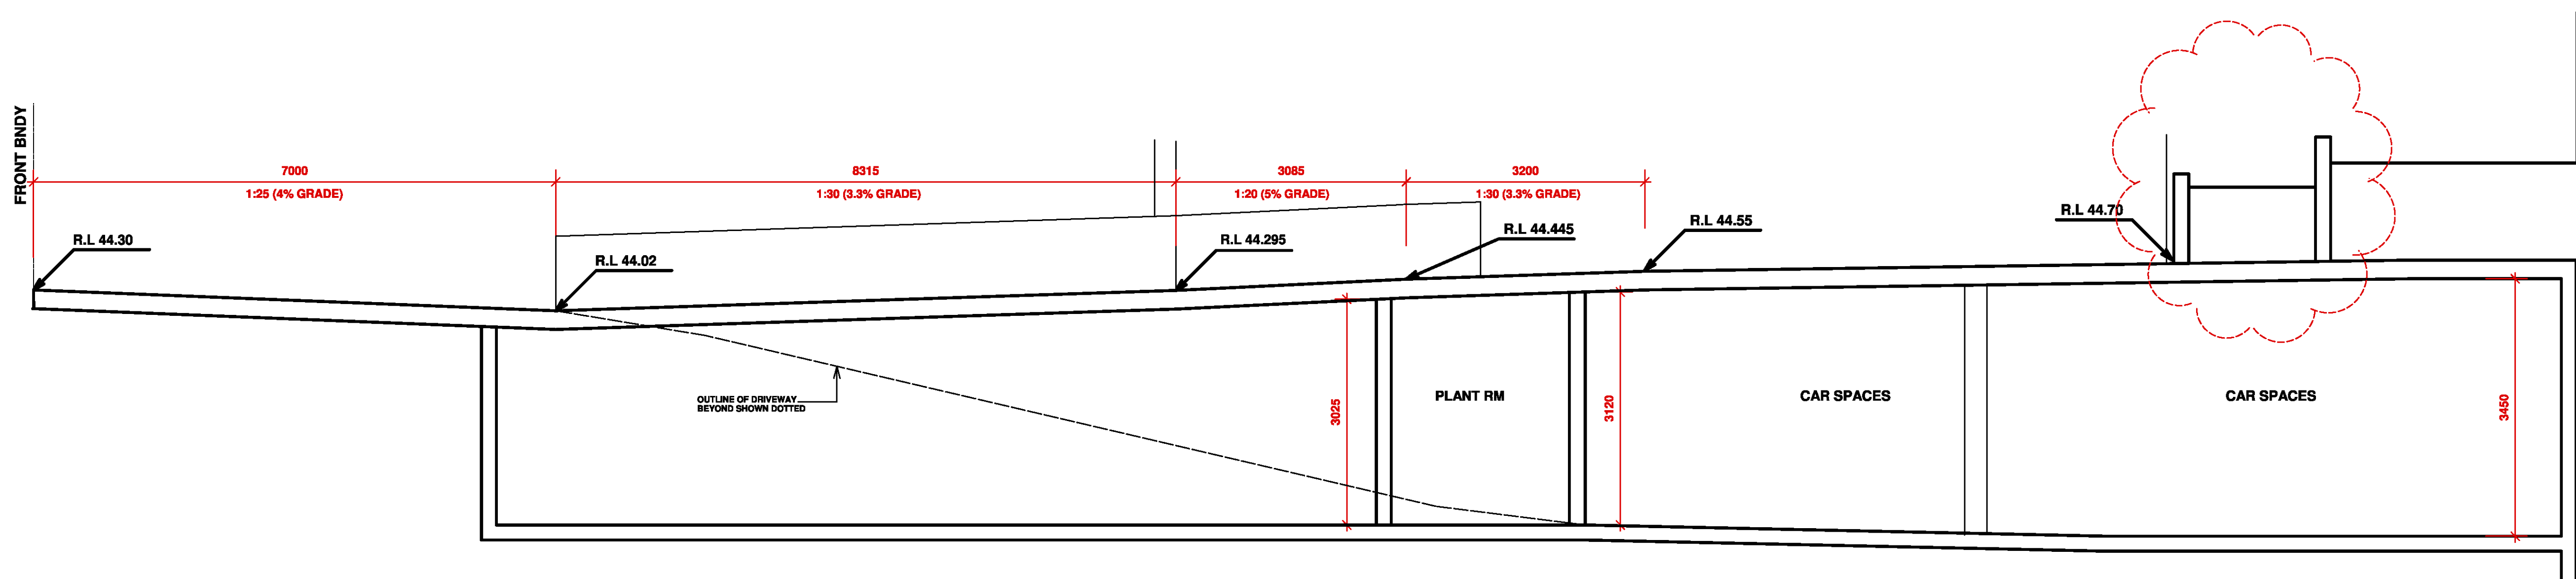 FRONT BNDY
7000
1:25 (4% GRADE)
8315
1:30 (3.3% GRADE)
3085
1:20 (5% GRADE)
3200
1:30 (3.3% GRADE)
R.L 44.30
R.L 44.02
R.L 44.295
R.L 44.445
R.L 44.55
R.L 44.70
OUTLINE OF DRIVEWAY
BEYOND SHOWN DOTTED
3025
PLANT RM
3120
CAR SPACES
CAR SPACES
3450